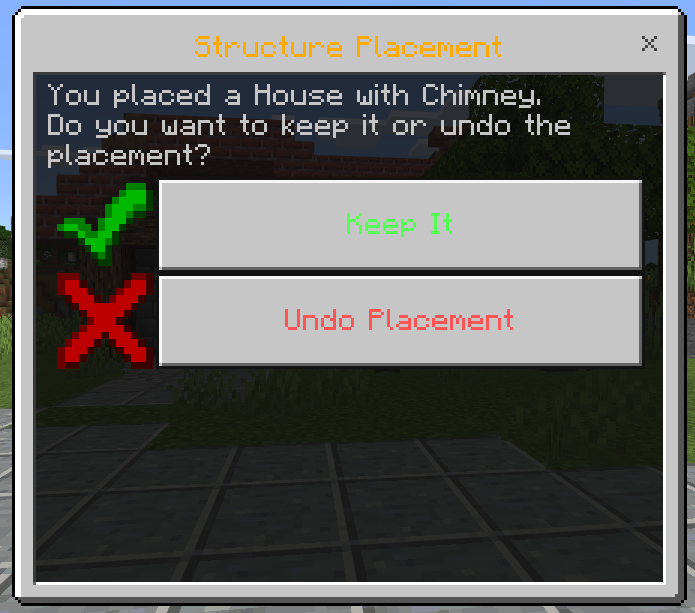 Structure Placement
You placed a House with Chimney.
Do you want to keep it or undo the
placement?
Keep It
Undo Placement